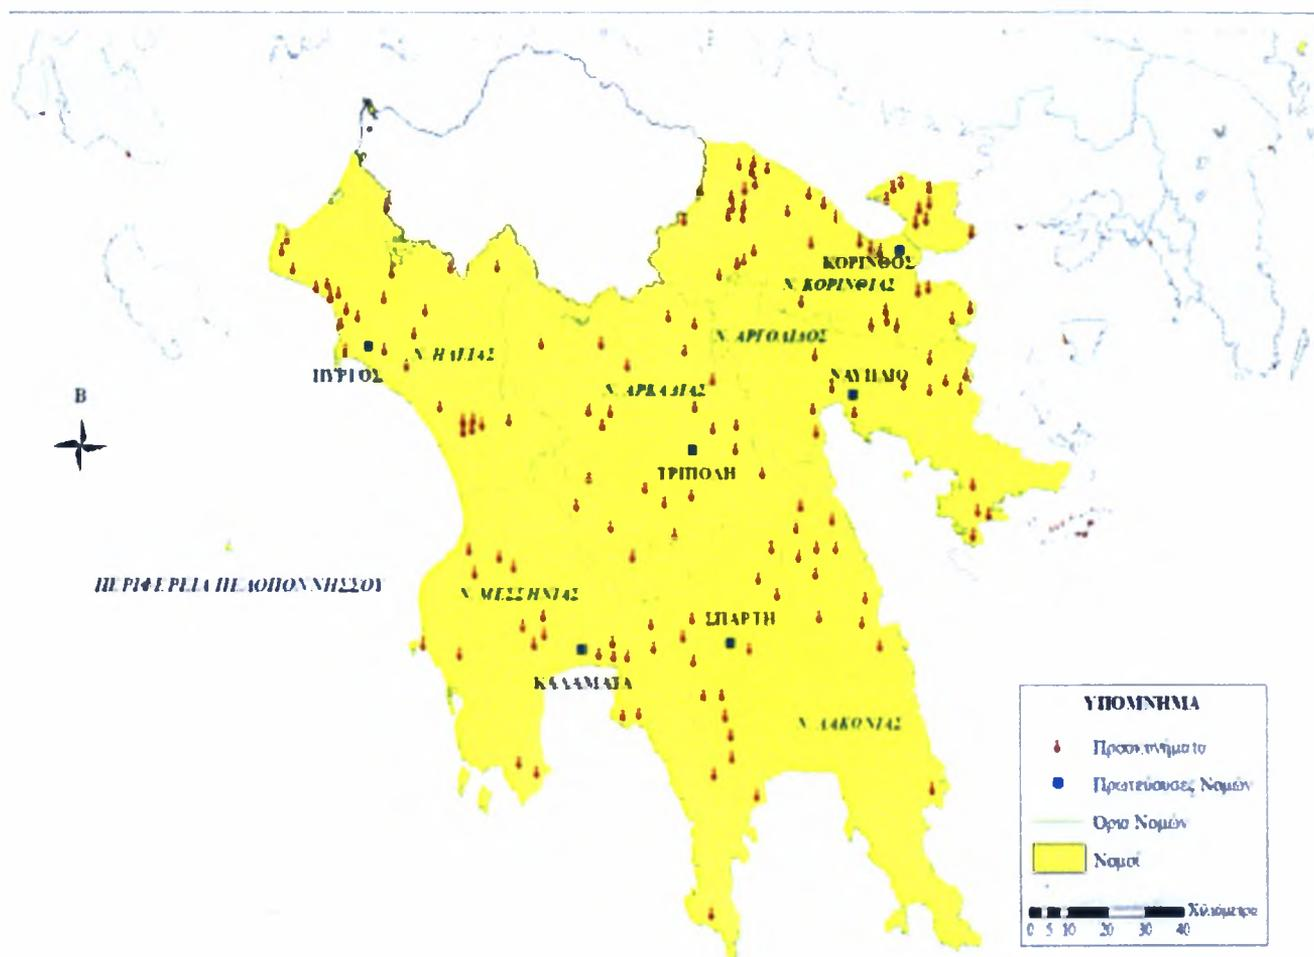 ΚΟΡΙΝΘΟΣ
Ν. ΚΟΡΙΝΘΙΑΣ
Ν. ΑΡΓΟΛΙΔΟΣ
Ν. ΗΛΕΙΑΣ
ΠΥΡΓΟΣ
ΝΑΥΠΛΙΟ
Ν. ΑΡΚΑΔΙΑΣ
Β
ΤΡΙΠΟΛΗ
ΠΕΡΙΦΕΡΕΙΑ ΠΕΛΟΠΟΝΝΗΣΣΟΥ
Ν. ΜΕΣΣΗΝΙΑΣ
ΣΠΑΡΤΗ
ΚΑΛΑΜΑΤΑ
Ν. ΛΑΚΩΝΙΑΣ
ΥΠΟΜΝΗΜΑ
Προσκυνήματα
Πρωτεύουσες Νομών
Όρια Νομών
Νομοί
Χιλιόμετρα
0 5 10 20 30 40